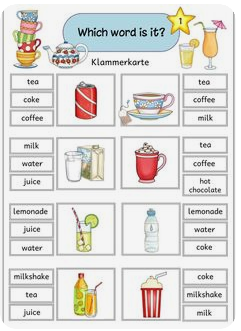 Which word is it?
1
Klammerkarte
tea
coke
coffee
tea
coffee
milk
milk
water
juice
tea
coffee
hot
chocolate
lemonade
juice
water
lemonade
water
coke
milkshake
tea
juice
coke
milkshake
milk